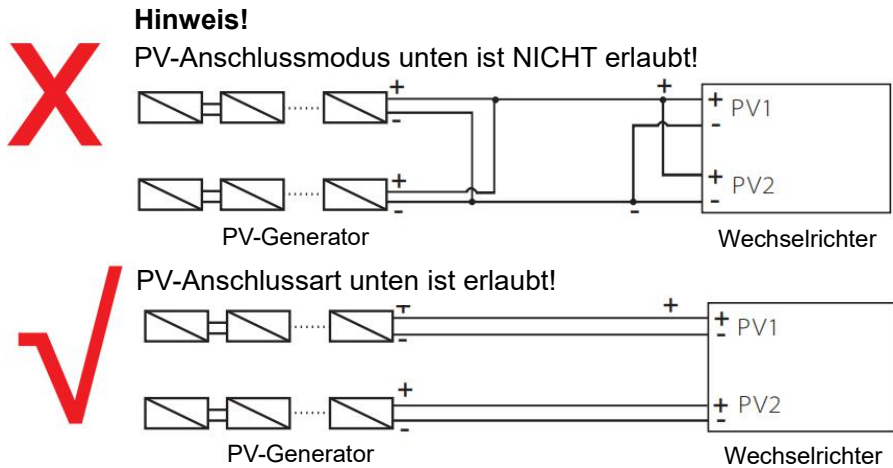 Hinweis!
PV-Anschlussmodus unten ist NICHT erlaubt!
+ +
+ PV1
-
-
+ PV2
+
- - -
PV-Generator Wechselrichter
PV-Anschlussart unten ist erlaubt!
+ +
+ PV1
- -
+
+ PV2
- -
PV-Generator Wechselrichter